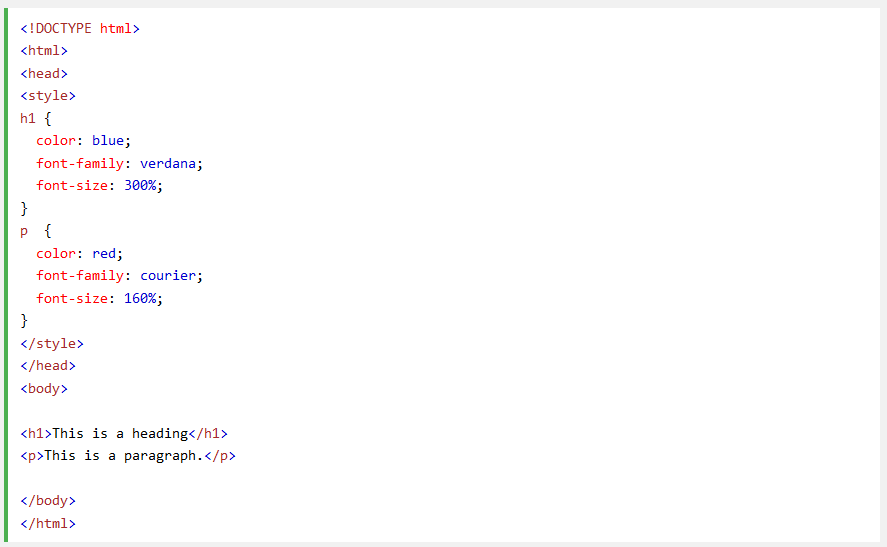 <!DOCTYPE html>
<html>
<head>
<style>
h1 {
  color: blue;
  font-family: verdana;
  font-size: 300%;
}
p  {
  color: red;
  font-family: courier;
  font-size: 160%;
}
</style>
</head>
<body>

<h1>This is a heading</h1>
<p>This is a paragraph.</p>

</body>
</html>